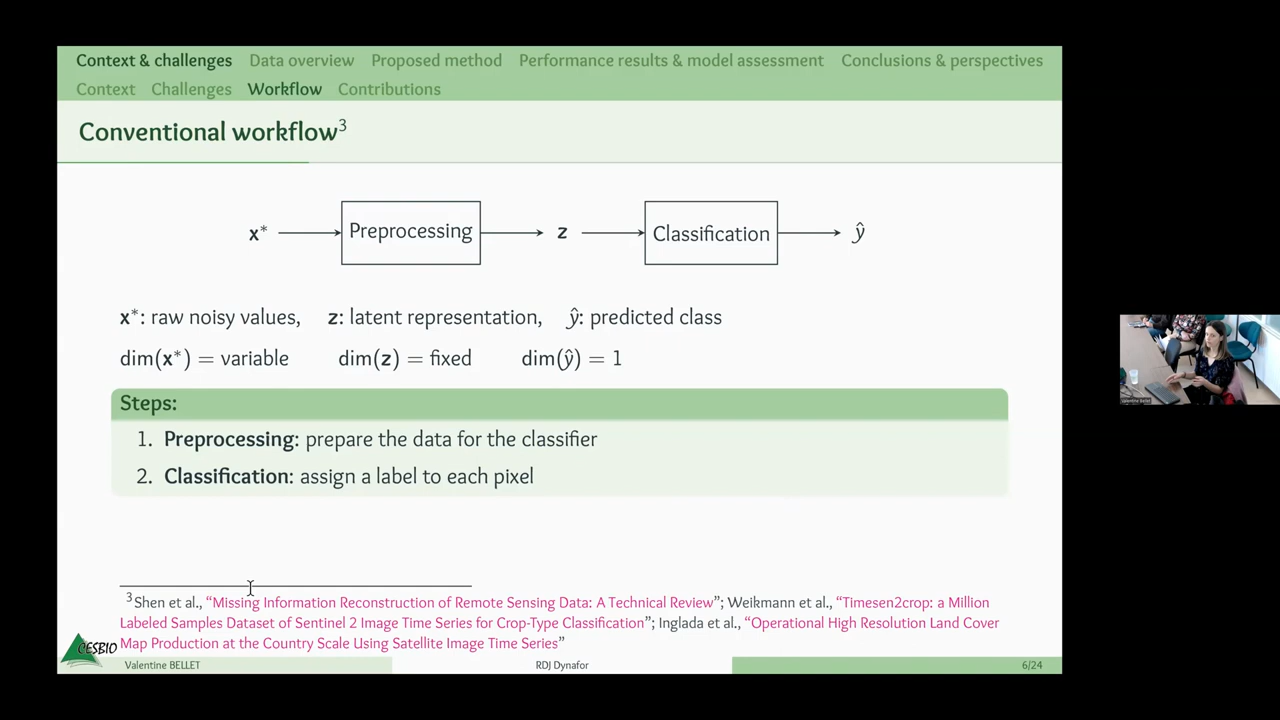 Context & challenges Data overview Proposed method Performance results & model assessment Conclusions & perspectives
Context Challenges Workflow Contributions
Conventional workflow³
x* Preprocessing z Classification ŷ
x*: raw noisy values, z: latent representation, ŷ: predicted class
dim(x*) = variable dim(z) = fixed dim(ŷ) = 1
Steps:
1. Preprocessing: prepare the data for the classifier
2. Classification: assign a label to each pixel
³Shen et al., “Missing Information Reconstruction of Remote Sensing Data: A Technical Review”; Weikmann et al., “Timesen2crop: a Million
Labeled Samples Dataset of Sentinel 2 Image Time Series for Crop-Type Classification”; Inglada et al., “Operational High Resolution Land Cover
Map Production at the Country Scale Using Satellite Image Time Series”
CESBIO
Valentine BELLET RDJ Dynafor 6/24
Valentine Bellet